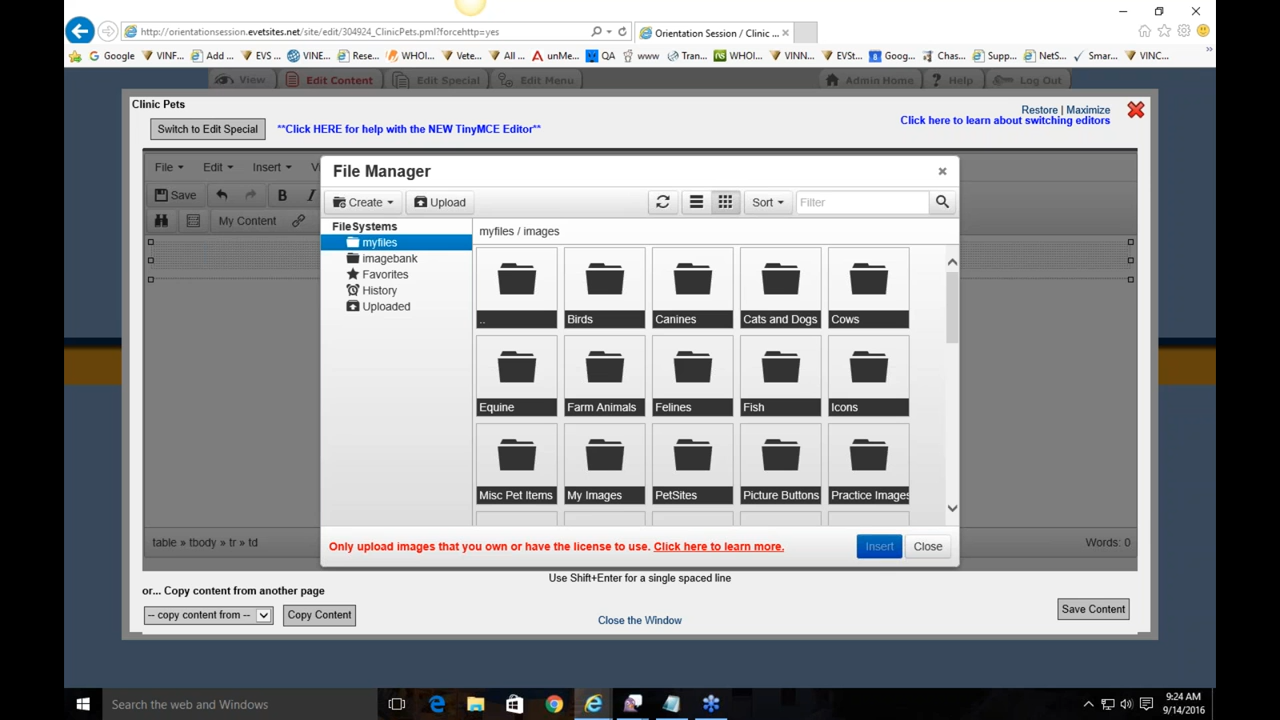 http://orientationsession.evetsites.net/site/edit/304924_ClinicPets.pml?forcehttp=yes
Orientation Session / Clinic ...
Google VINF... Add ... EVS ... VINE... Rese... WHOI... Vete... All ... unMe... QA www Tran... WHOI... VINN... EVSt... Goog... Chas... Supp... NetS... Smar... VINC...
View Edit Content Edit Special Edit Menu Admin Home Help Log Out
Clinic Pets
Restore | Maximize
Switch to Edit Special **Click HERE for help with the NEW TinyMCE Editor** Click here to learn about switching editors
File Edit Insert V
Save B I
My Content
File Manager
Create Upload Sort Filter
FileSystems
myfiles
imagebank
Favorites
History
Uploaded
myfiles / images
.. Birds Canines Cats and Dogs Cows
Equine Farm Animals Felines Fish Icons
Misc Pet Items My Images PetSites Picture Buttons Practice Images
Only upload images that you own or have the license to use. Click here to learn more. Insert Close
table » tbody » tr » td Words: 0
Use Shift+Enter for a single spaced line
or... Copy content from another page
-- copy content from -- Copy Content Save Content
Close the Window
Search the web and Windows
9:24 AM
9/14/2016